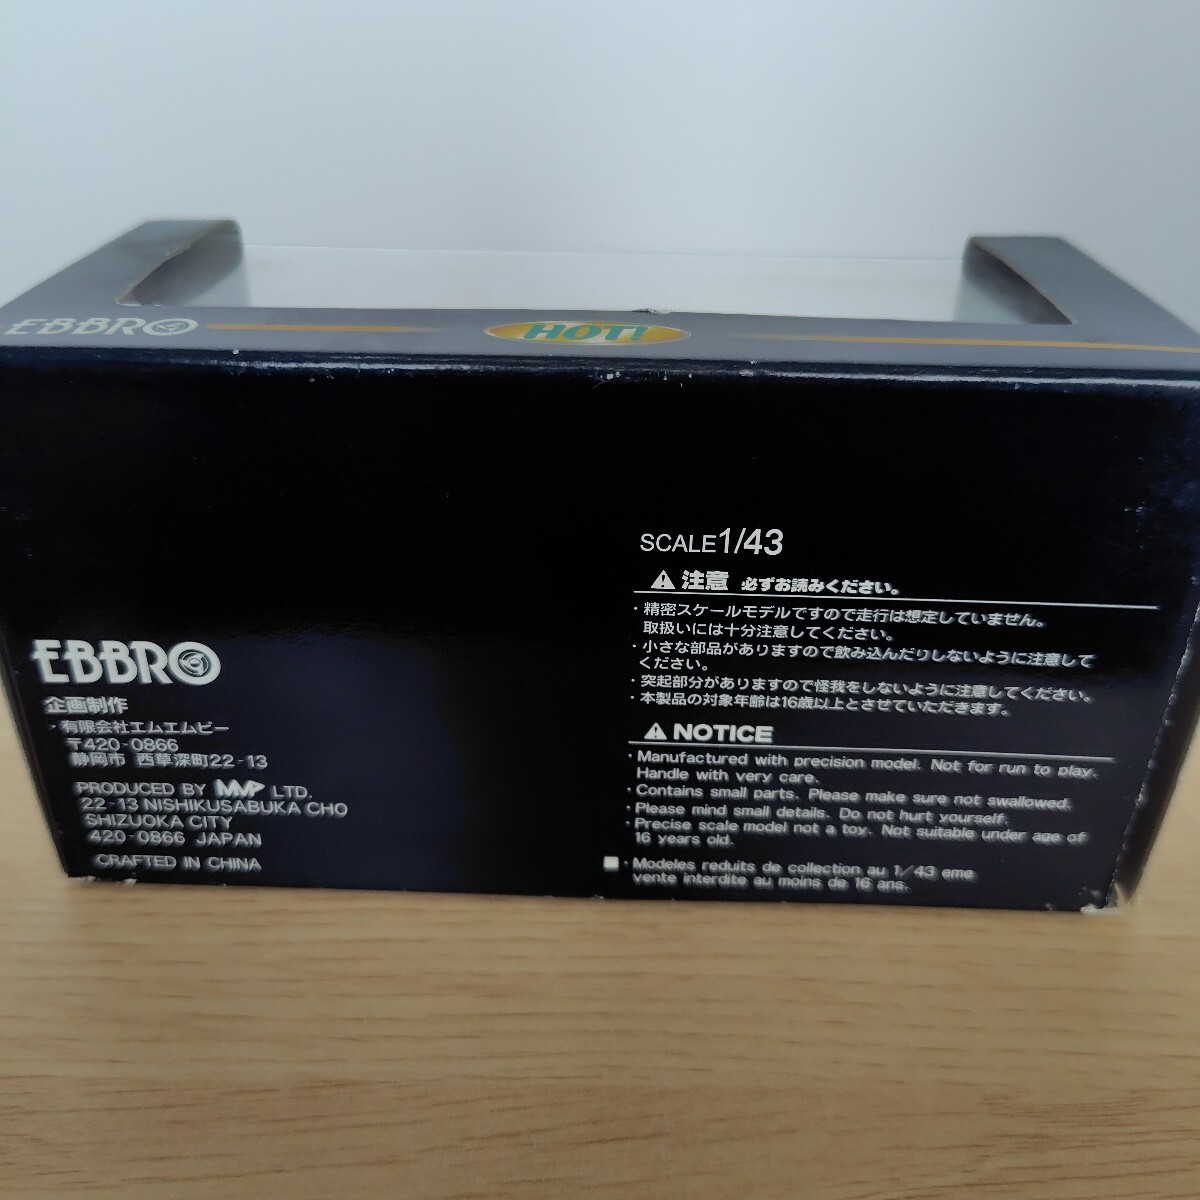 EBBRO
HOT!
SCALE1/43
注意 必ずお読みください。
・精密スケールモデルですので走行は想定していません。
取扱いには十分注意してください。
・小さな部品がありますので飲み込んだりしないように注意して
ください。
・突起部分がありますので怪我をしないように注意してください。
・本製品の対象年齢は16歳以上とさせていただきます。
NOTICE
・Manufactured with precision model. Not for run to play.
Handle with very care.
・Contains small parts. Please make sure not swallowed.
・Please mind small details. Do not hurt yourself.
・Precise scale model not a toy. Not suitable under age of
16 years old.
・Modeles reduits de collection au 1/43 eme
vente interdite au moins de 16 ans.
EBBRO
企画制作
・有限会社エムエムピー
〒420-0866
静岡市 西草深町22-13
PRODUCED BY MMP LTD.
22-13 NISHIKUSABUKA CHO
SHIZUOKA CITY
420-0866 JAPAN
CRAFTED IN CHINA